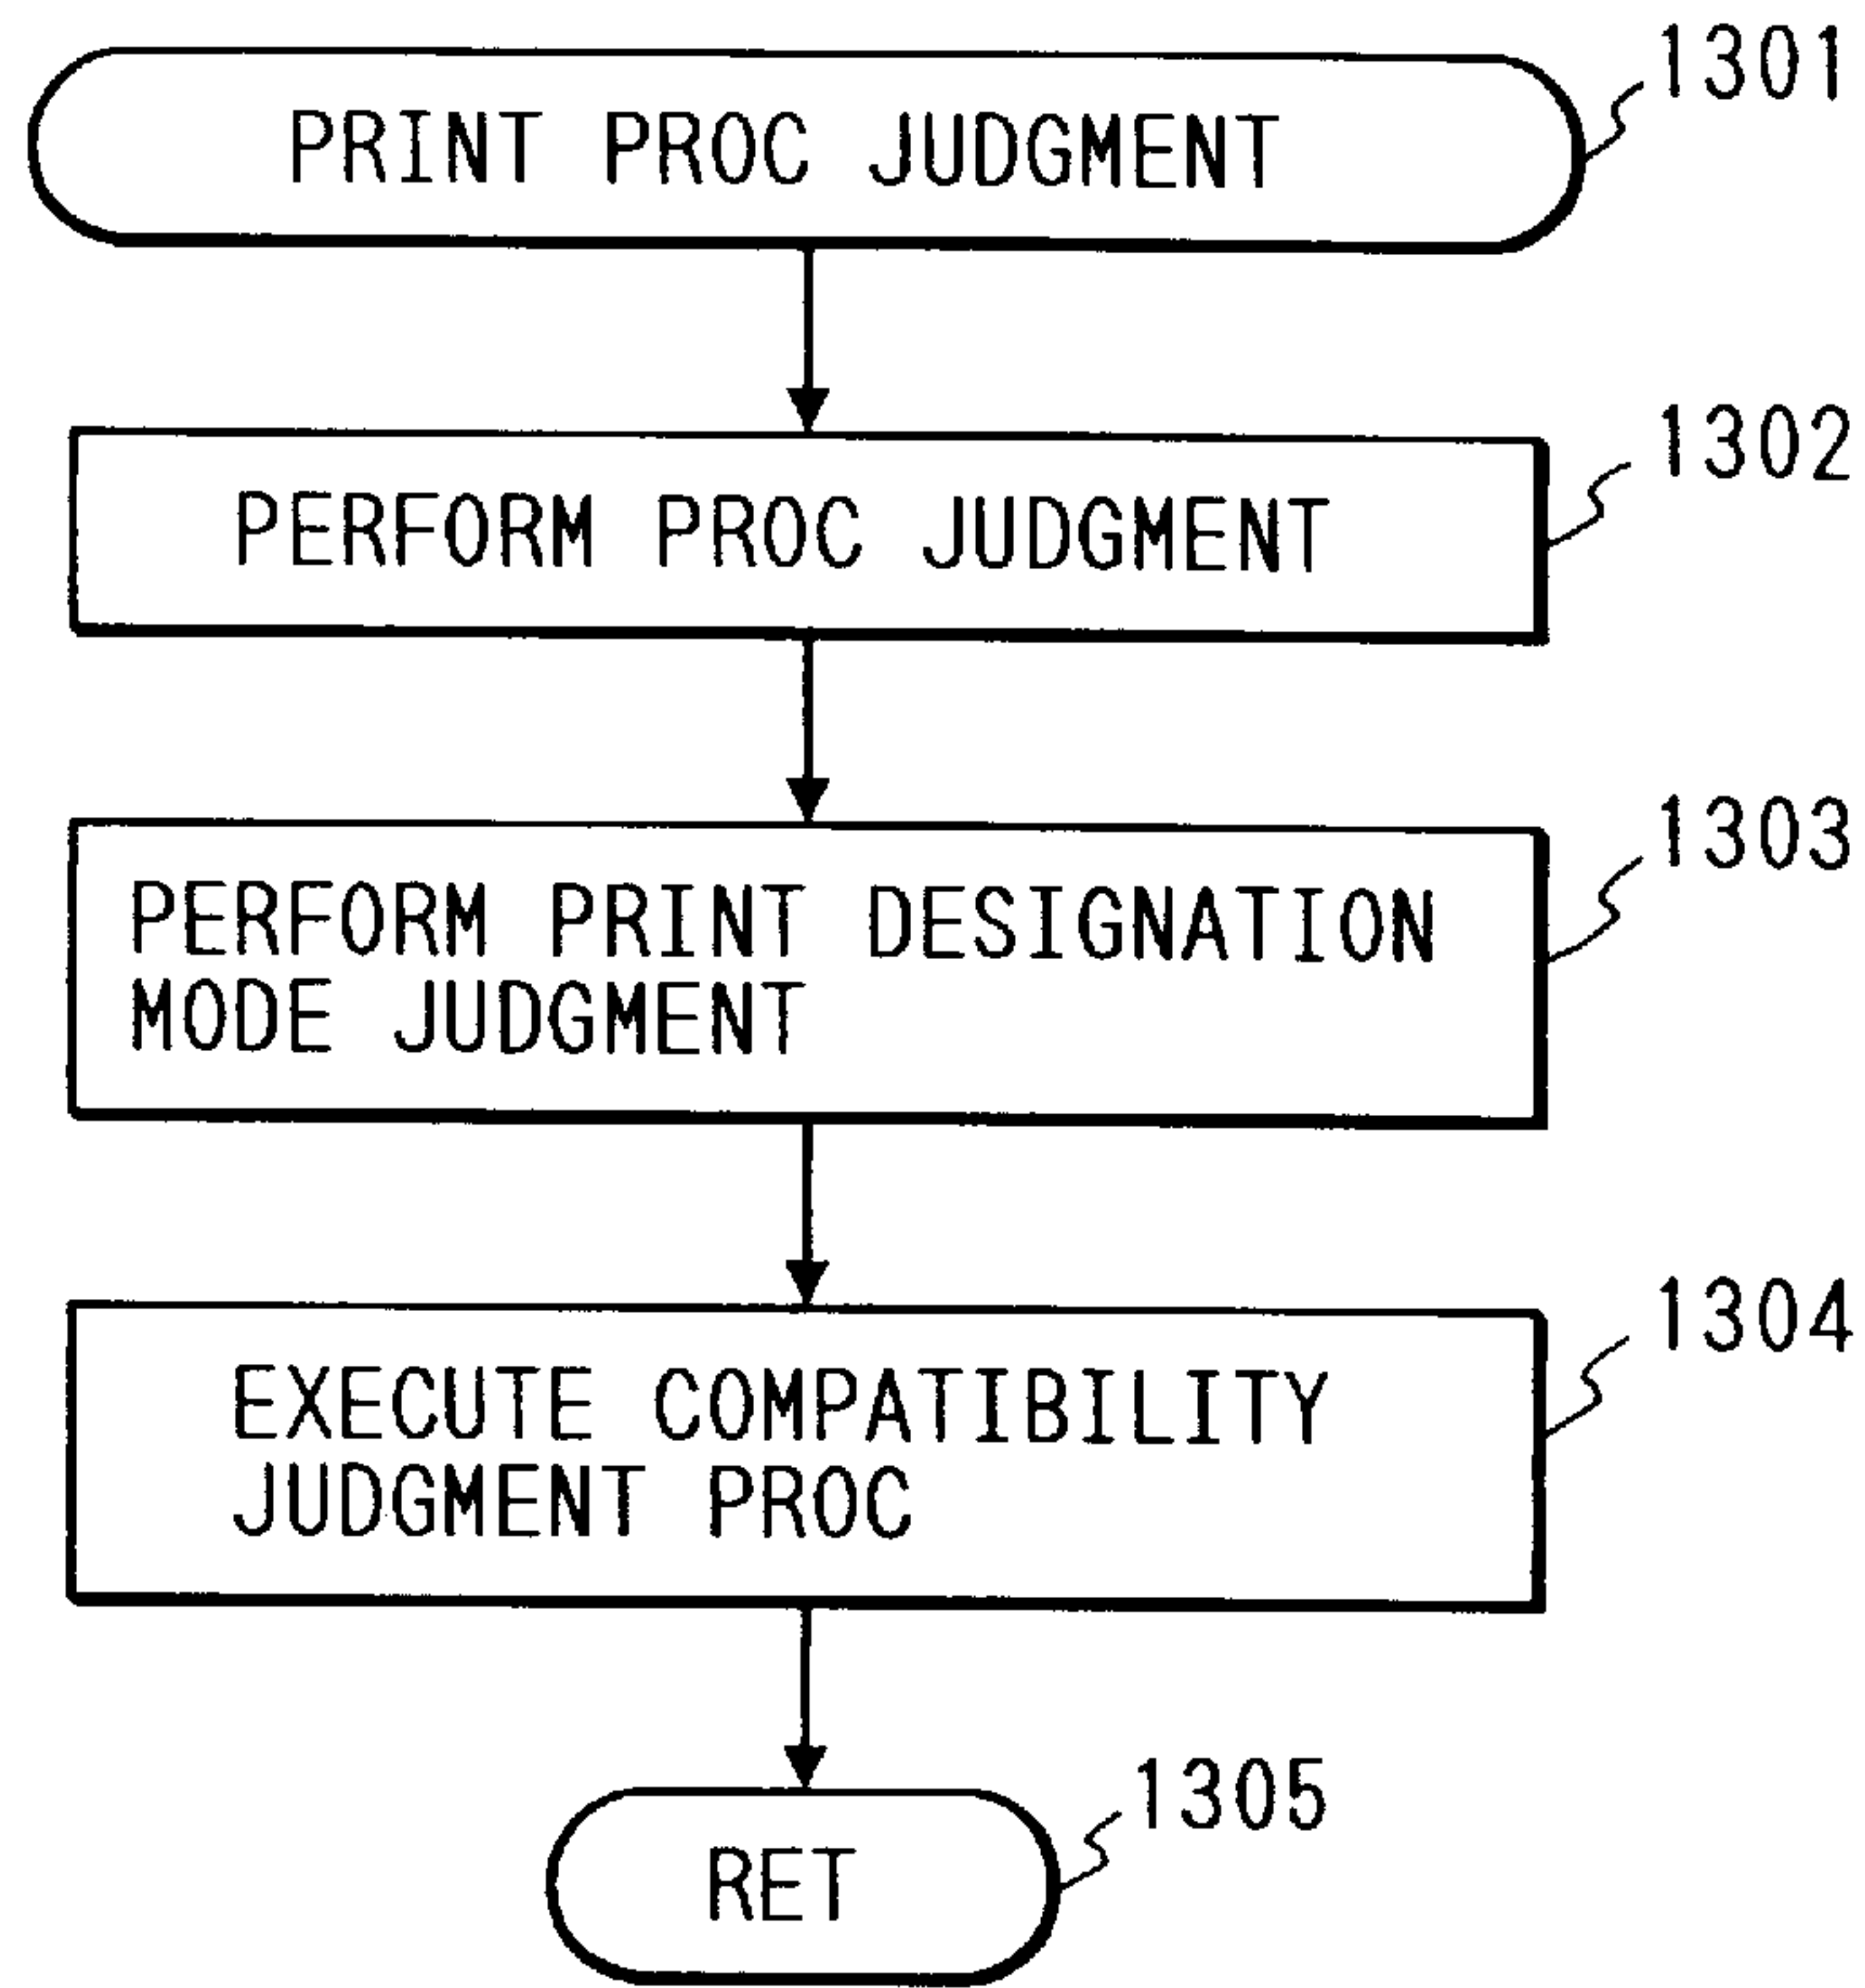 1301
PRINT PROC JUDGMENT
1302
PERFORM PROC JUDGMENT
1303
PERFORM PRINT DESIGNATION
MODE JUDGMENT
1304
EXECUTE COMPATIBILITY
JUDGMENT PROC
1305
RET